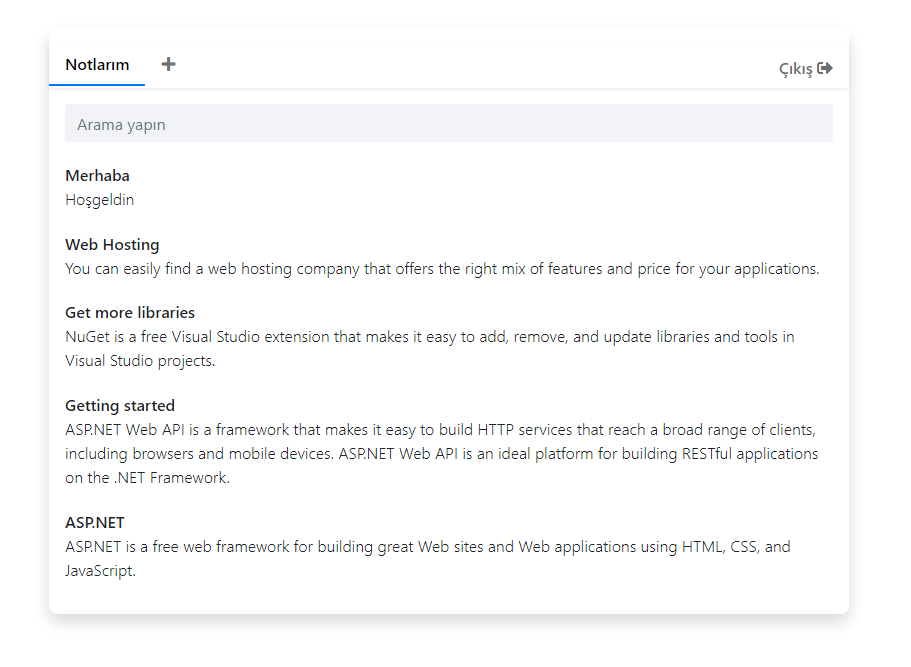 Notlarım
Çıkış
Arama yapın
Merhaba
Hoşgeldin
Web Hosting
You can easily find a web hosting company that offers the right mix of features and price for your applications.
Get more libraries
NuGet is a free Visual Studio extension that makes it easy to add, remove, and update libraries and tools in
Visual Studio projects.
Getting started
ASP.NET Web API is a framework that makes it easy to build HTTP services that reach a broad range of clients,
including browsers and mobile devices. ASP.NET Web API is an ideal platform for building RESTful applications
on the .NET Framework.
ASP.NET
ASP.NET is a free web framework for building great Web sites and Web applications using HTML, CSS, and
JavaScript.